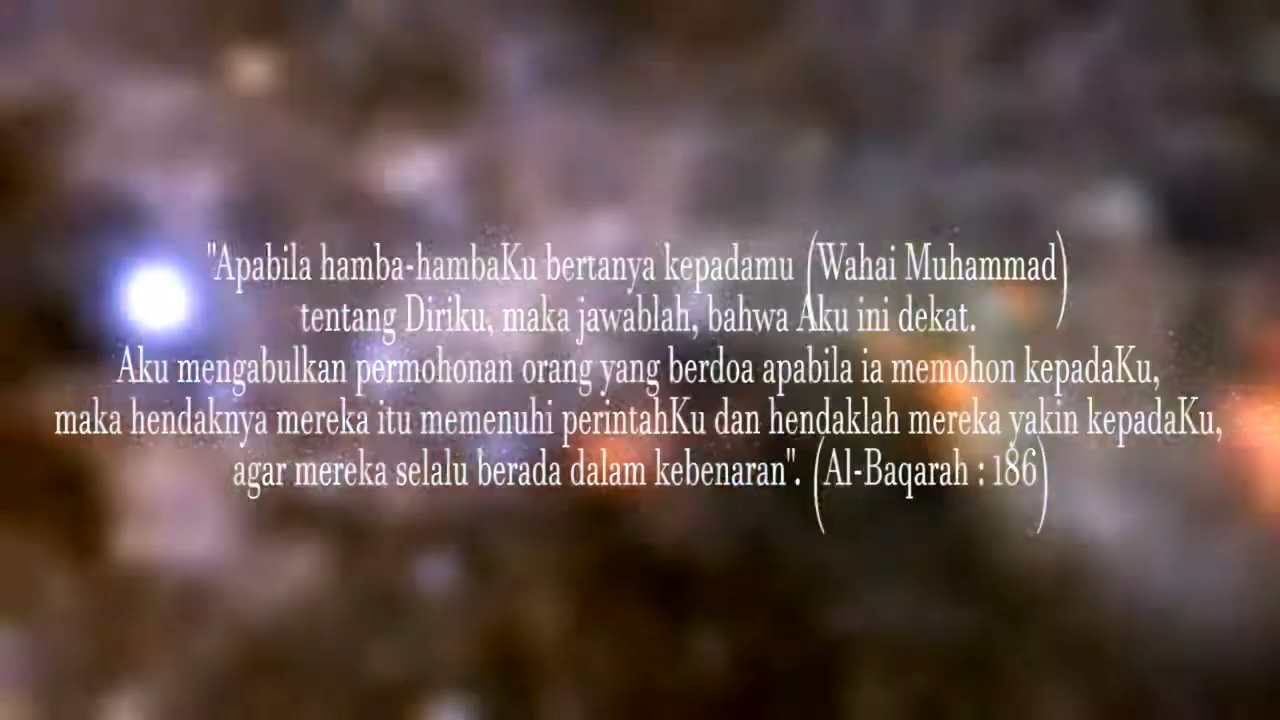 "Apabila hamba-hambaKu bertanya kepadamu (Wahai Muhammad)
tentang Diriku, maka jawablah, bahwa Aku ini dekat.
Aku mengabulkan permohonan orang yang berdoa apabila ia memohon kepadaKu,
maka hendaknya mereka itu memenuhi perintahKu dan hendaklah mereka yakin kepadaKu,
agar mereka selalu berada dalam kebenaran". (Al-Baqarah : 186)